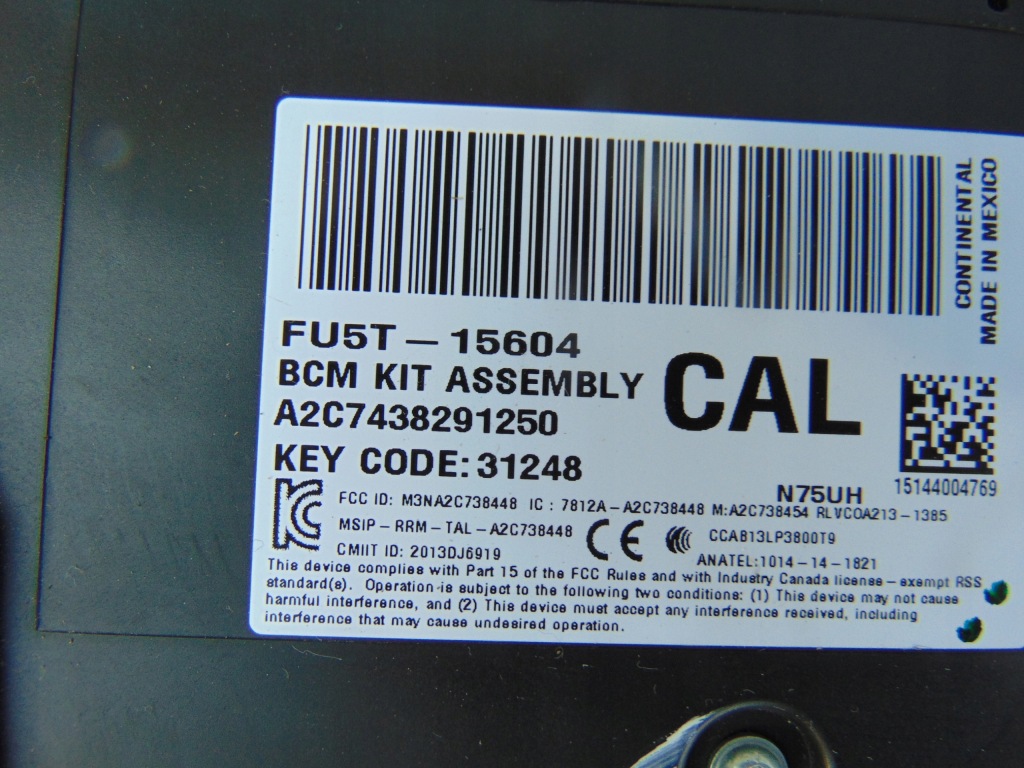 CONTINENTAL
MADE IN MEXICO
FU5T-15604
BCM KIT ASSEMBLY
CAL
A2C7438291250
KEY CODE: 31248
N75UH
15144004769
FCC ID: M3NA2C738448 IC : 7812A-A2C738448 M:A2C738454 RLVCOA213-1385
MSIP-RRM-TAL-A2C738448
CE
CCAB13LP3800T9
CMIIT ID: 2013DJ6919
ANATEL:1014-14-1821
This device complies with Part 15 of the FCC Rules and with Industry Canada license-exempt RSS
standard(s). Operation is subject to the following two conditions: (1) This device may not cause
harmful interference, and (2) This device must accept any interference received, including
interference that may cause undesired operation.